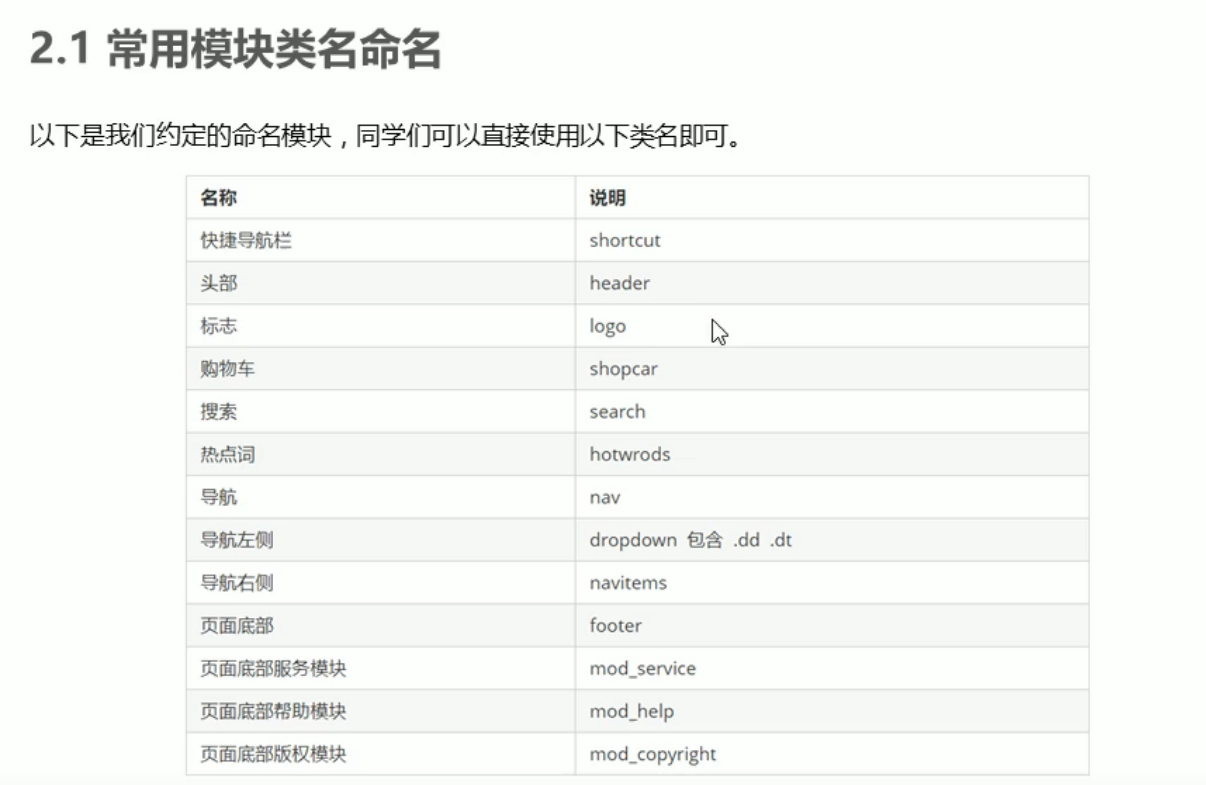 2.1 常用模块类名命名
以下是我们约定的命名模块，同学们可以直接使用以下类名即可。
名称 说明
快捷导航栏 shortcut
头部 header
标志 logo
购物车 shopcar
搜索 search
热点词 hotwrods
导航 nav
导航左侧 dropdown 包含 .dd .dt
导航右侧 navitems
页面底部 footer
页面底部服务模块 mod_service
页面底部帮助模块 mod_help
页面底部版权模块 mod_copyright